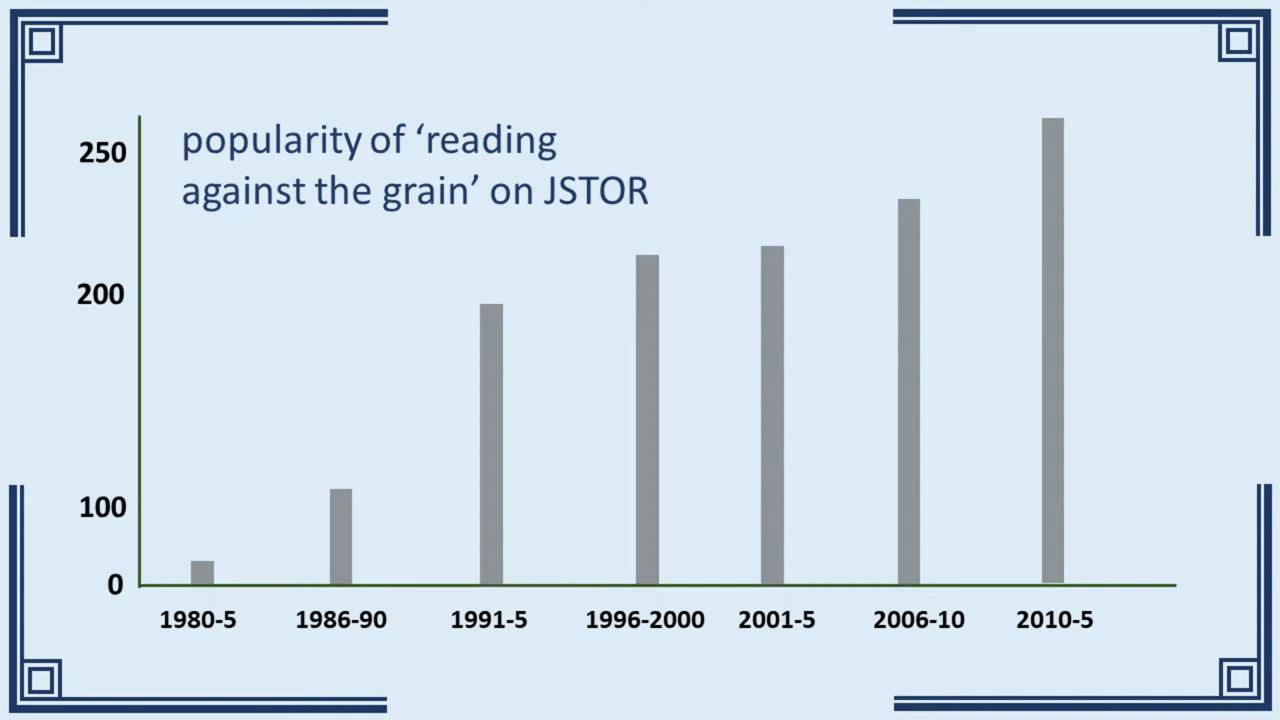 popularity of ‘reading
against the grain’ on JSTOR
250
200
100
0
1980-5 1986-90 1991-5 1996-2000 2001-5 2006-10 2010-5